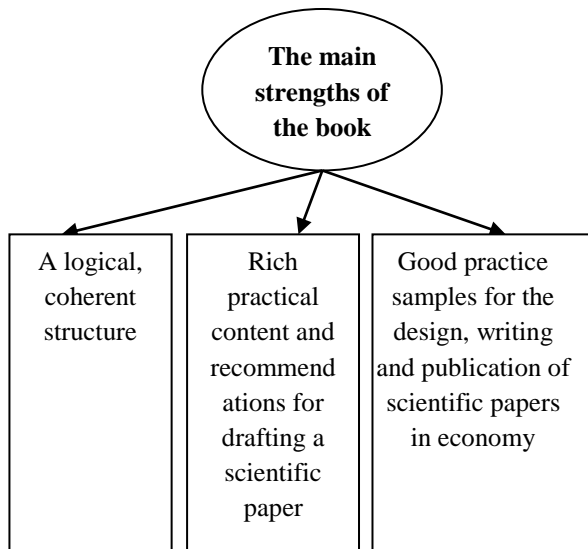 The main
strengths of
the book
A logical,
coherent
structure
Rich
practical
content and
recommend
ations for
drafting a
scientific
paper
Good practice
samples for the
design, writing
and publication of
scientific papers
in economy